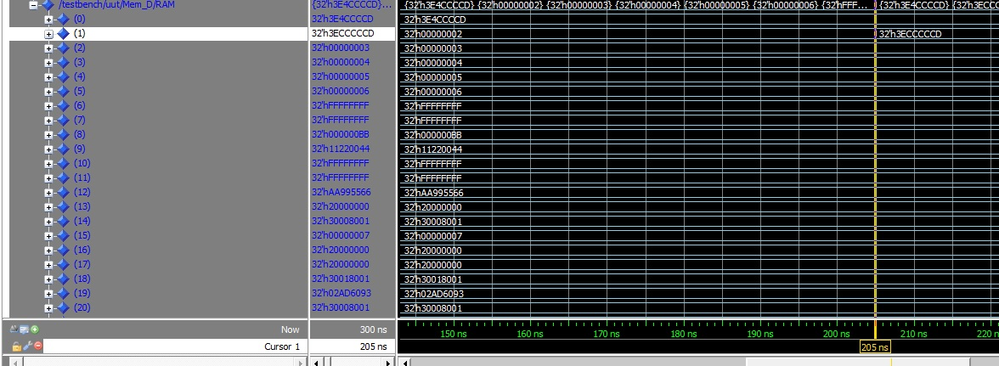 /testbench/uut/Mem_D/RAM {32'h3E4CCCCD}... {32'h3E4CCCCD} {32'h00000002} {32'h00000003} {32'h00000004} {32'h00000005} {32'h00000006} {32'hFFF... {32'h3E4CCCCD} {32'h3ECCC
(0) 32'h3E4CCCCD 32'h3E4CCCCD
(1) 32'h3ECCCCCD 32'h00000002 32'h3ECCCCCD
(2) 32'h00000003 32'h00000003
(3) 32'h00000004 32'h00000004
(4) 32'h00000005 32'h00000005
(5) 32'h00000006 32'h00000006
(6) 32'hFFFFFFFF 32'hFFFFFFFF
(7) 32'hFFFFFFFF 32'hFFFFFFFF
(8) 32'h000000BB 32'h000000BB
(9) 32'h11220044 32'h11220044
(10) 32'hFFFFFFFF 32'hFFFFFFFF
(11) 32'hFFFFFFFF 32'hFFFFFFFF
(12) 32'hAA995566 32'hAA995566
(13) 32'h20000000 32'h20000000
(14) 32'h30008001 32'h30008001
(15) 32'h00000007 32'h00000007
(16) 32'h20000000 32'h20000000
(17) 32'h20000000 32'h20000000
(18) 32'h30018001 32'h30018001
(19) 32'h02AD6093 32'h02AD6093
(20) 32'h30008001 32'h30008001
Now 300 ns 150 ns 160 ns 170 ns 180 ns 190 ns 200 ns 210 ns 220 n
Cursor 1 205 ns 205 ns